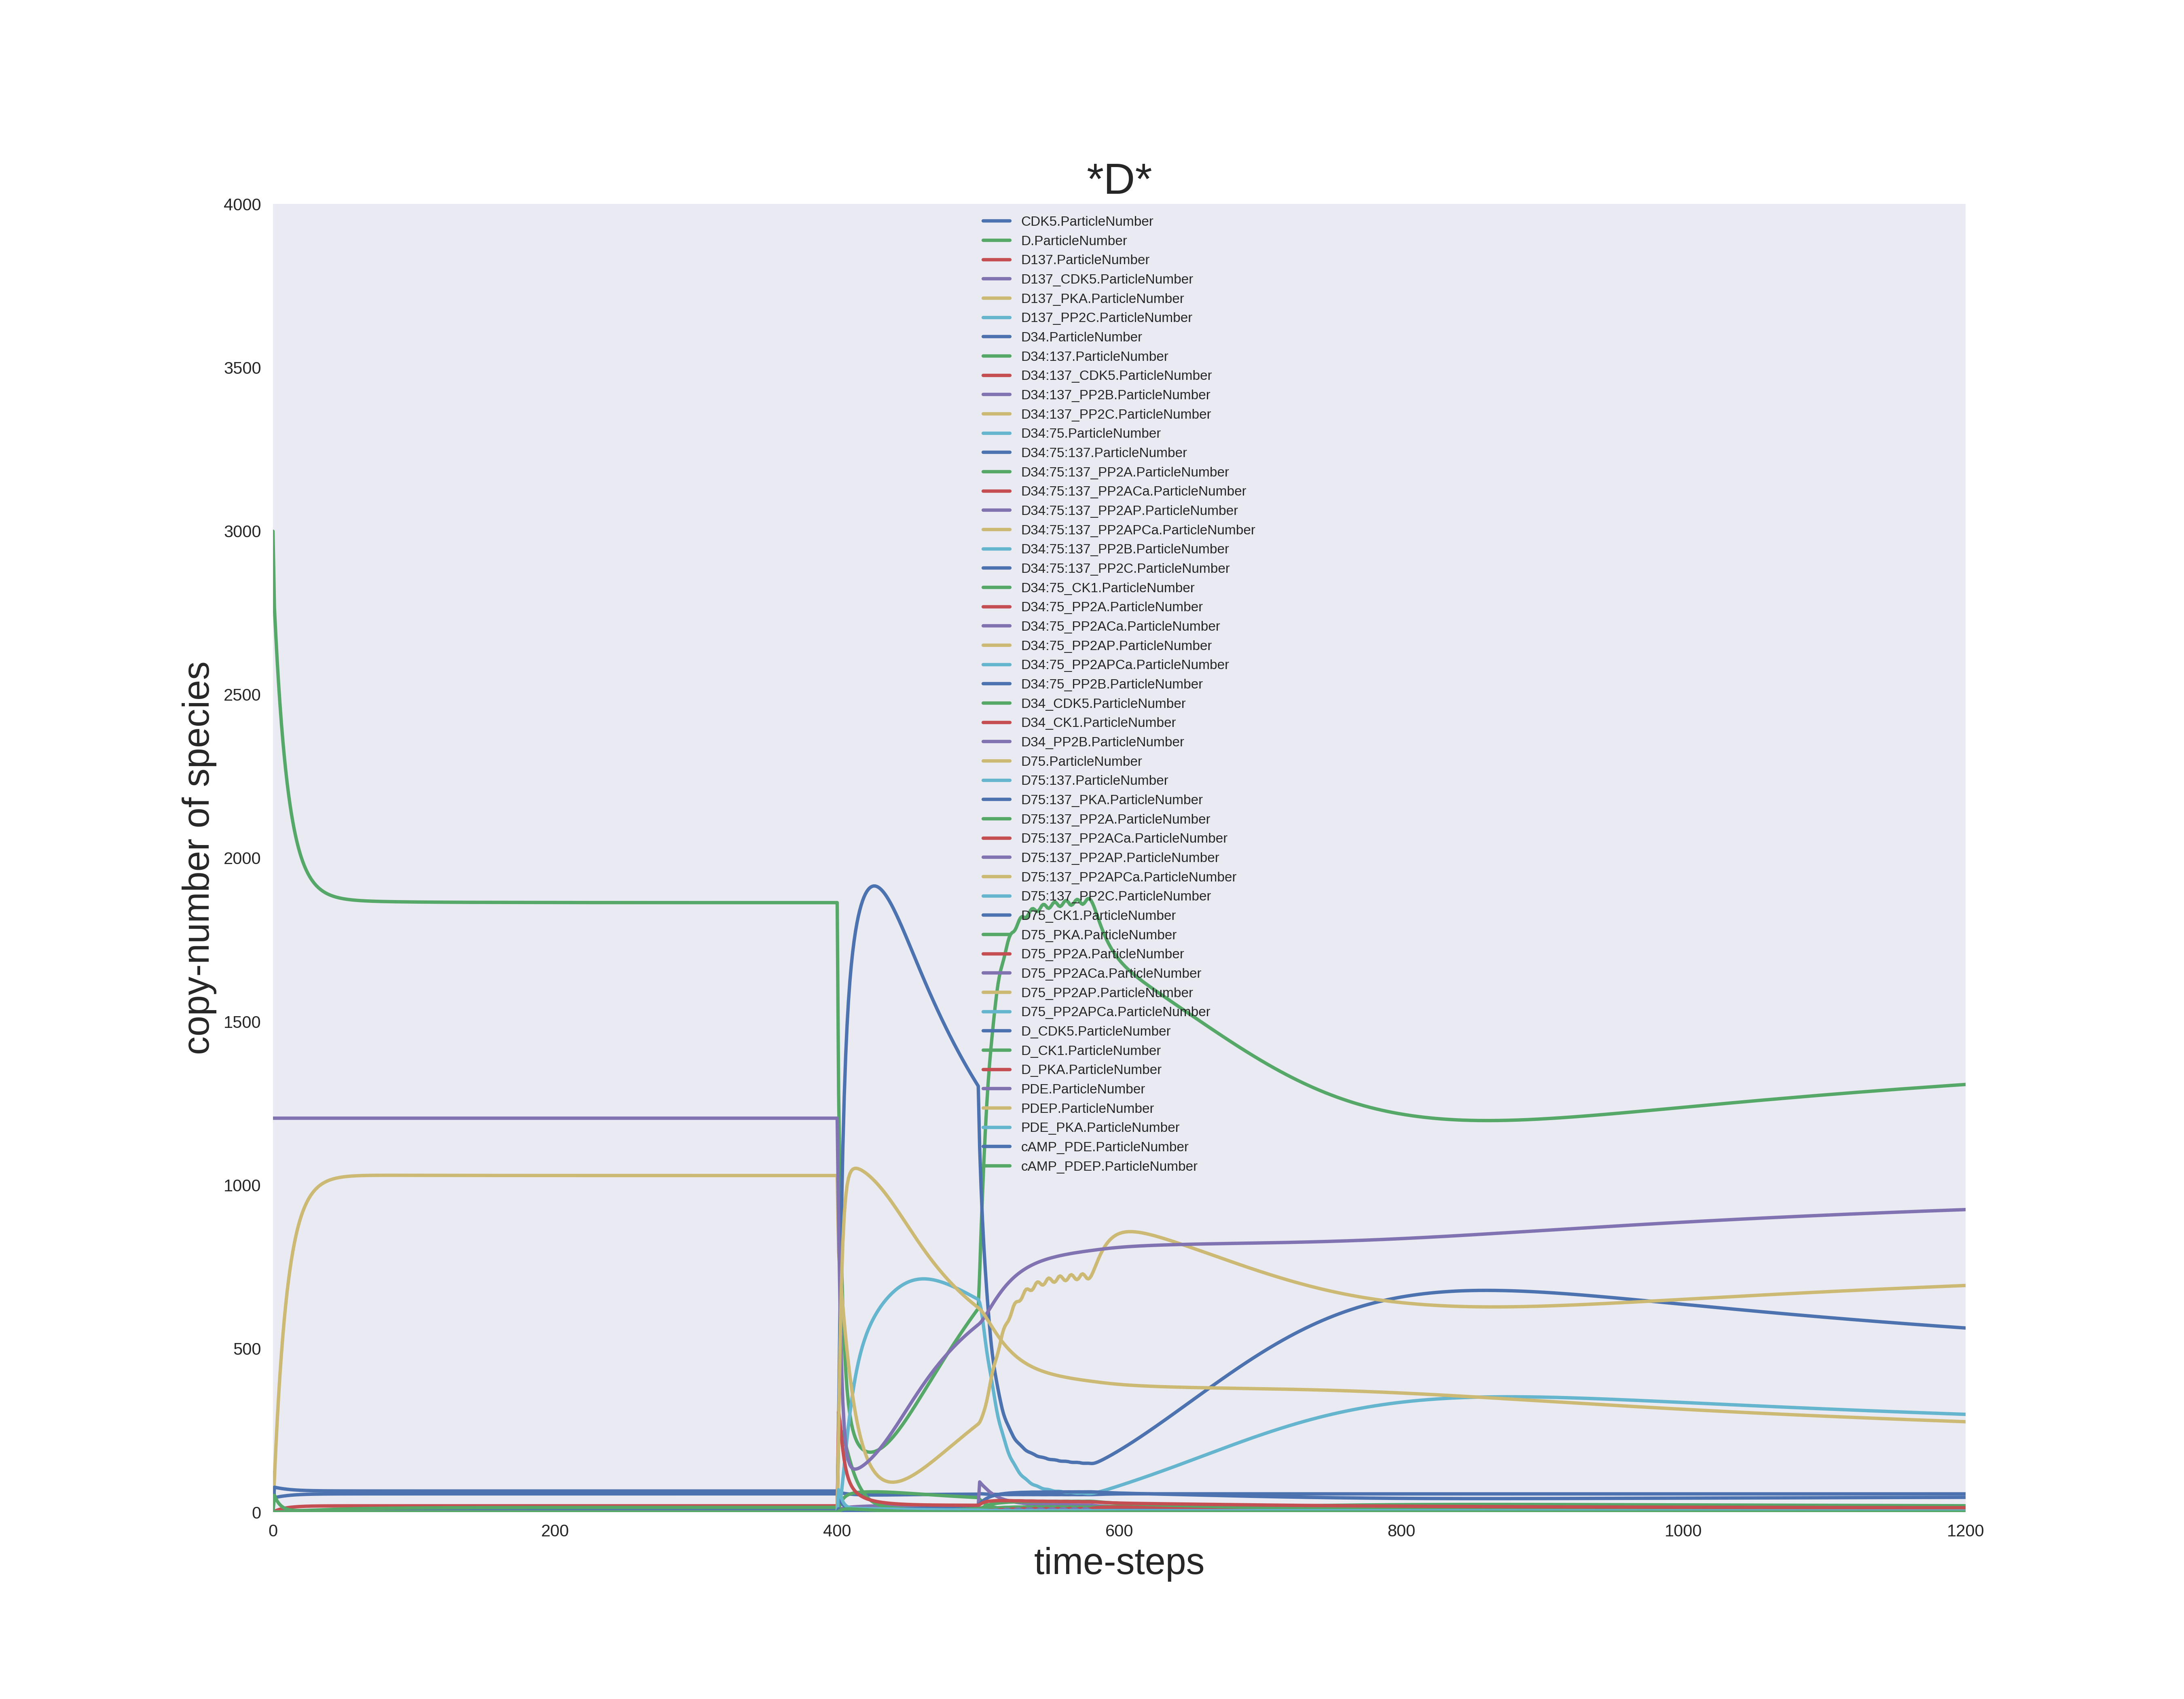 *D*
4000
3500
3000
2500
2000
1500
1000
500
0
copy-number of species
CDK5.ParticleNumber
D.ParticleNumber
D137.ParticleNumber
D137_CDK5.ParticleNumber
D137_PKA.ParticleNumber
D137_PP2C.ParticleNumber
D34.ParticleNumber
D34:137.ParticleNumber
D34:137_CDK5.ParticleNumber
D34:137_PP2B.ParticleNumber
D34:137_PP2C.ParticleNumber
D34:75.ParticleNumber
D34:75:137.ParticleNumber
D34:75:137_PP2A.ParticleNumber
D34:75:137_PP2ACa.ParticleNumber
D34:75:137_PP2AP.ParticleNumber
D34:75:137_PP2APCa.ParticleNumber
D34:75:137_PP2B.ParticleNumber
D34:75:137_PP2C.ParticleNumber
D34:75_CK1.ParticleNumber
D34:75_PP2A.ParticleNumber
D34:75_PP2ACa.ParticleNumber
D34:75_PP2AP.ParticleNumber
D34:75_PP2APCa.ParticleNumber
D34:75_PP2B.ParticleNumber
D34_CDK5.ParticleNumber
D34_CK1.ParticleNumber
D34_PP2B.ParticleNumber
D75.ParticleNumber
D75:137.ParticleNumber
D75:137_PKA.ParticleNumber
D75:137_PP2A.ParticleNumber
D75:137_PP2ACa.ParticleNumber
D75:137_PP2AP.ParticleNumber
D75:137_PP2APCa.ParticleNumber
D75:137_PP2C.ParticleNumber
D75_CK1.ParticleNumber
D75_PKA.ParticleNumber
D75_PP2A.ParticleNumber
D75_PP2ACa.ParticleNumber
D75_PP2AP.ParticleNumber
D75_PP2APCa.ParticleNumber
D_CDK5.ParticleNumber
D_CK1.ParticleNumber
D_PKA.ParticleNumber
PDE.ParticleNumber
PDEP.ParticleNumber
PDE_PKA.ParticleNumber
cAMP_PDE.ParticleNumber
cAMP_PDEP.ParticleNumber
0 200 400 600 800 1000 1200
time-steps